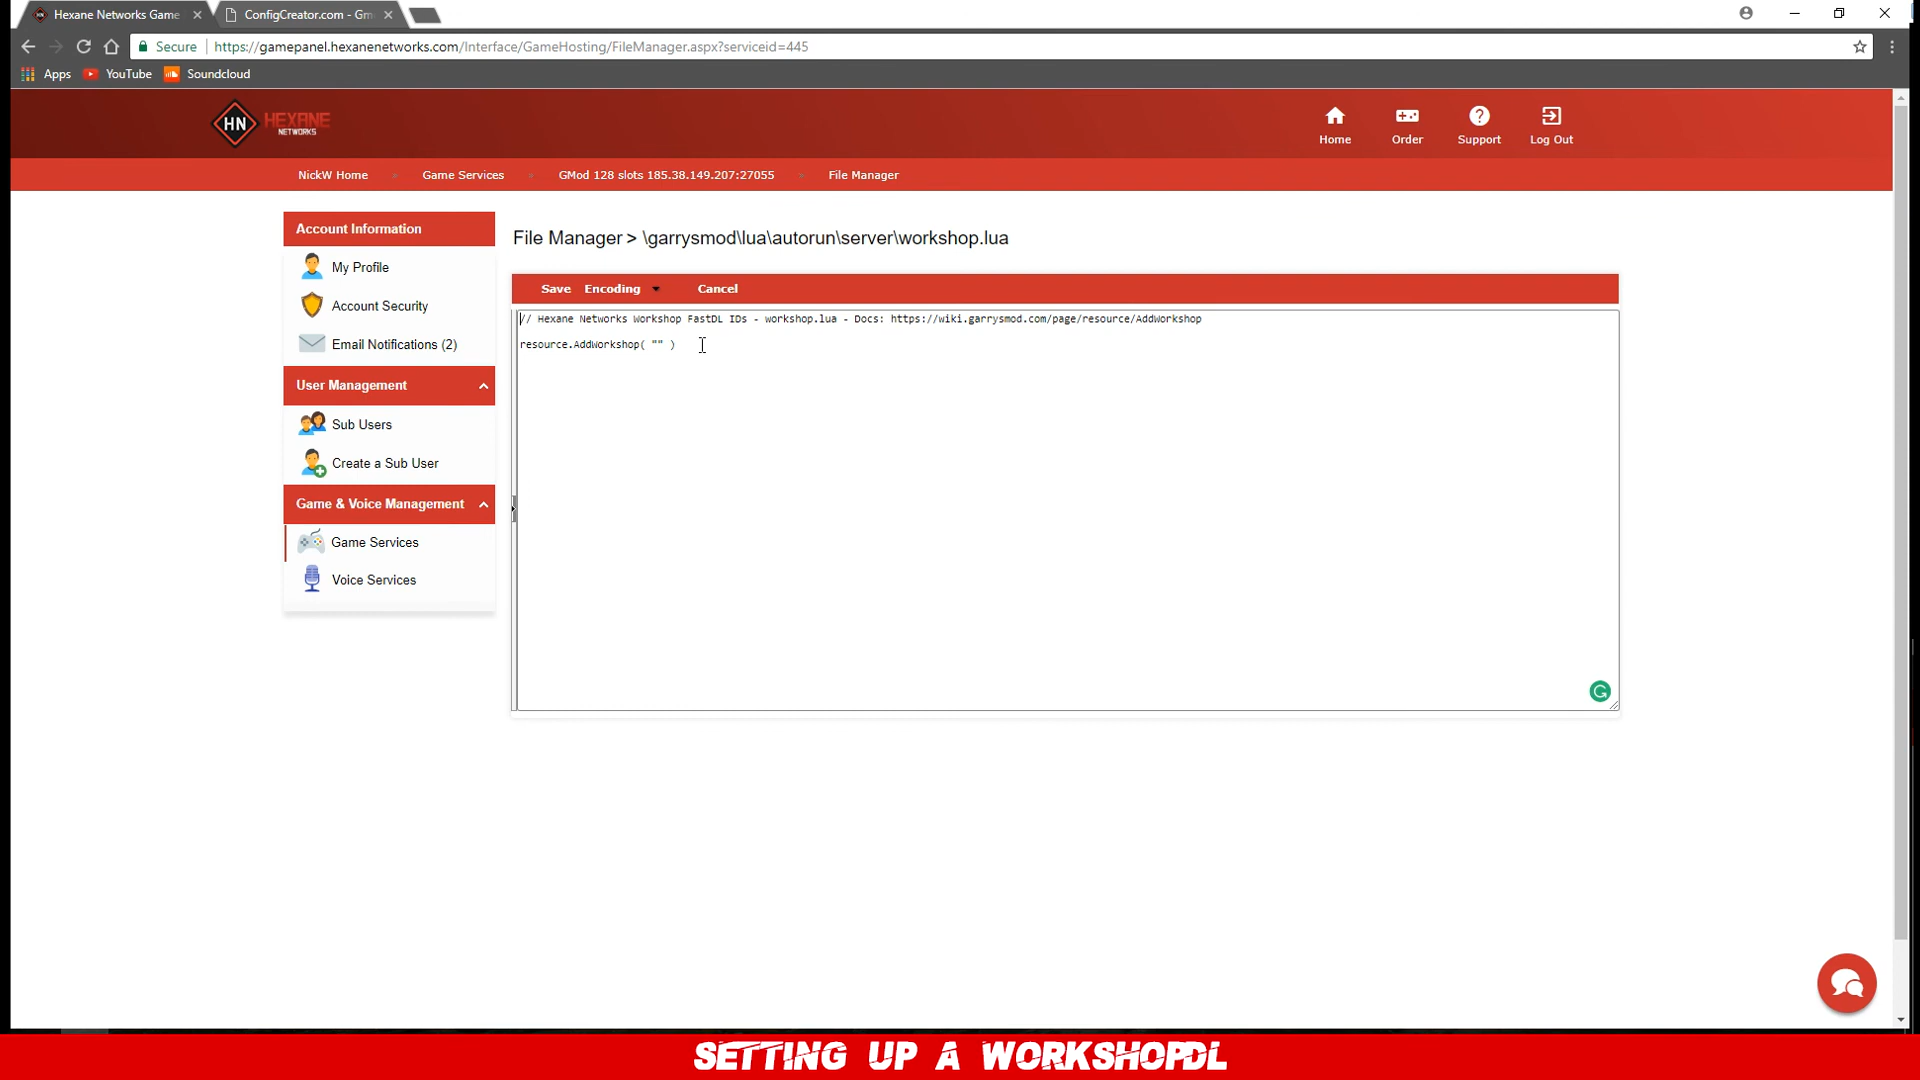 Hexane Networks Game
ConfigCreator.com - Gm
Secure
https://gamepanel.hexanenetworks.com/Interface/GameHosting/FileManager.aspx?serviceid=445
Apps
YouTube
Soundcloud
HN
HEXANE
NETWORKS
Home
Order
Support
Log Out
NickW Home
Game Services
GMod 128 slots 185.38.149.207:27055
File Manager
Account Information
My Profile
Account Security
Email Notifications (2)
User Management
Sub Users
Create a Sub User
Game & Voice Management
Game Services
Voice Services
File Manager > \garrysmod\lua\autorun\server\workshop.lua
Save
Encoding
Cancel
// Hexane Networks Workshop FastDL IDs - workshop.lua - Docs: https://wiki.garrysmod.com/page/resource/AddWorkshop
resource.AddWorkshop( "" )
SETTING UP A WORKSHOPDL